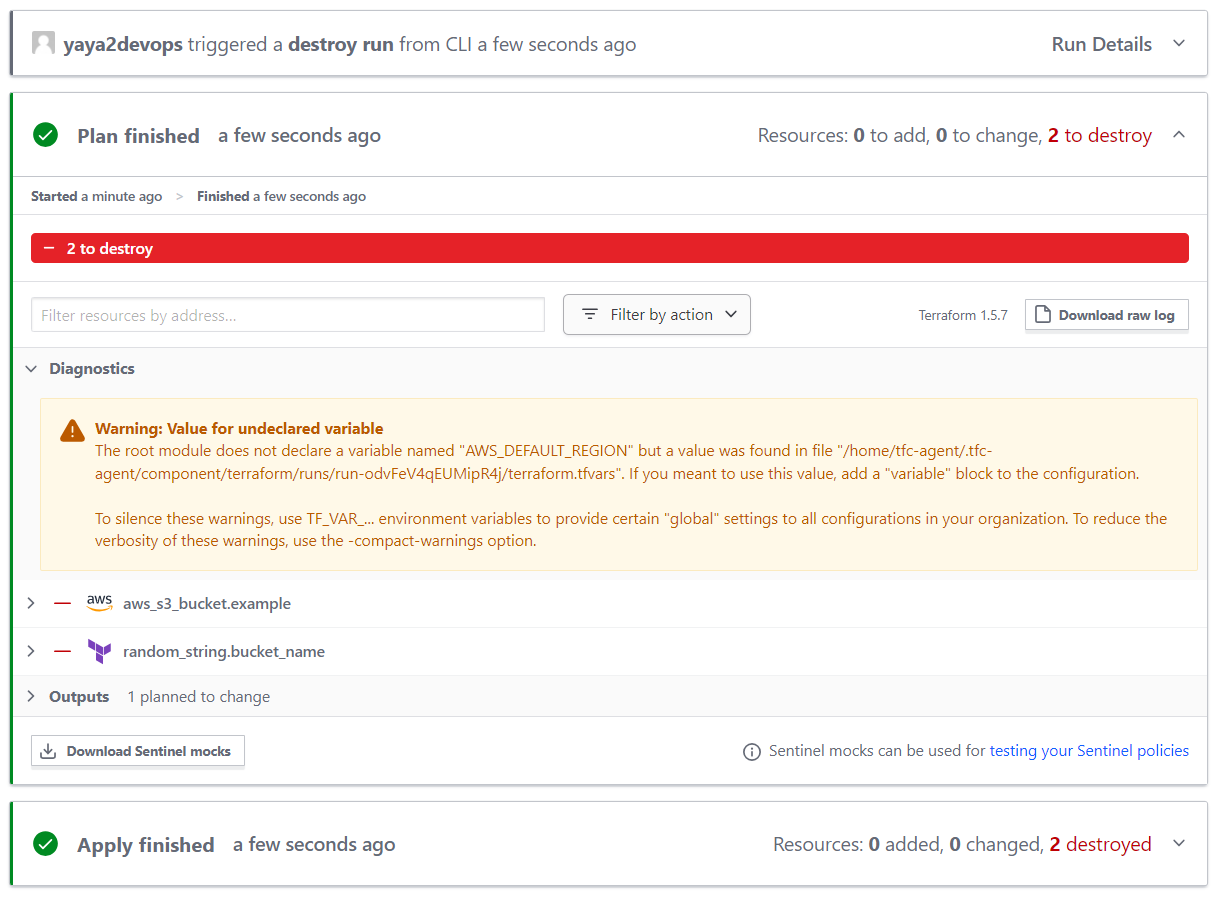 yaya2devops triggered a destroy run from CLI a few seconds ago
Run Details
Plan finished a few seconds ago
Resources: 0 to add, 0 to change, 2 to destroy
Started a minute ago > Finished a few seconds ago
− 2 to destroy
Filter resources by address...
Filter by action
Terraform 1.5.7
Download raw log
Diagnostics
Warning: Value for undeclared variable
The root module does not declare a variable named "AWS_DEFAULT_REGION" but a value was found in file "/home/tfc-agent/.tfc-
agent/component/terraform/runs/run-odvFeV4qEUMipR4j/terraform.tfvars". If you meant to use this value, add a "variable" block to the configuration.
To silence these warnings, use TF_VAR_... environment variables to provide certain "global" settings to all configurations in your organization. To reduce the
verbosity of these warnings, use the -compact-warnings option.
aws aws_s3_bucket.example
random_string.bucket_name
Outputs 1 planned to change
Download Sentinel mocks
Sentinel mocks can be used for testing your Sentinel policies
Apply finished a few seconds ago
Resources: 0 added, 0 changed, 2 destroyed